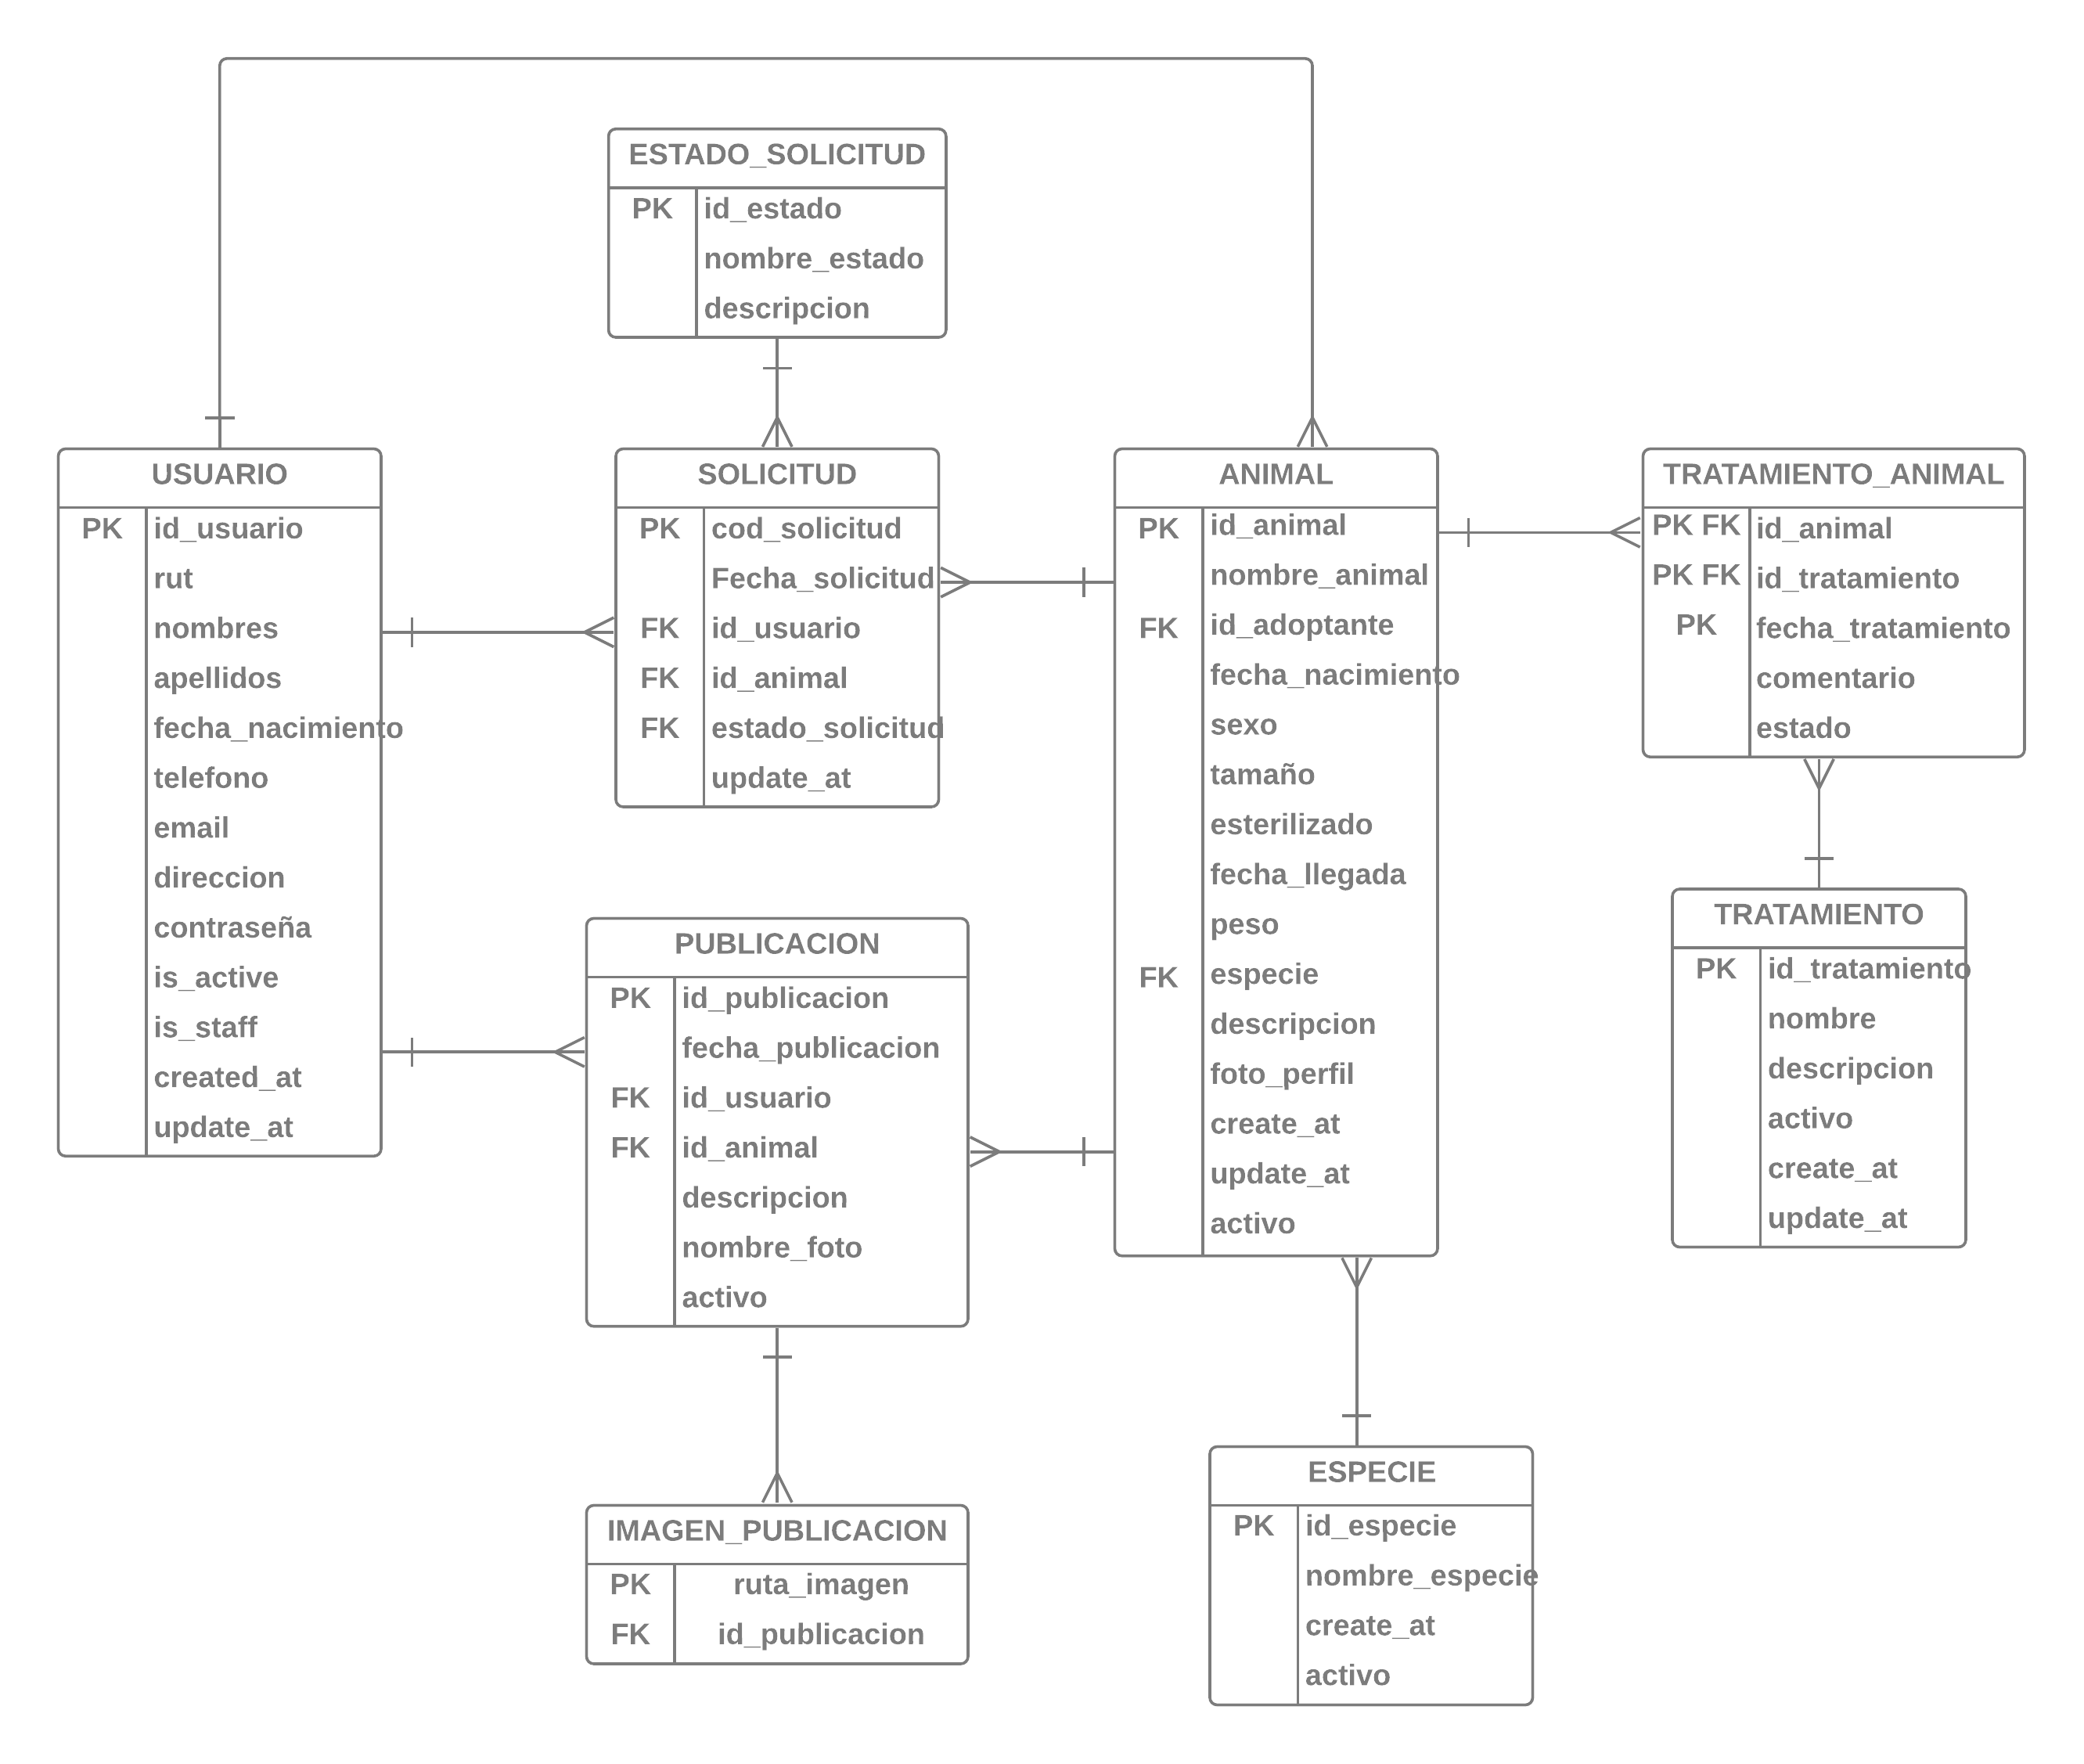 ESTADO_SOLICITUD
PK id_estado
nombre_estado
descripcion
USUARIO
PK id_usuario
rut
nombres
apellidos
fecha_nacimiento
telefono
email
direccion
contraseña
is_active
is_staff
created_at
update_at
SOLICITUD
PK cod_solicitud
Fecha_solicitud
FK id_usuario
FK id_animal
FK estado_solicitud
update_at
ANIMAL
PK id_animal
nombre_animal
FK id_adoptante
fecha_nacimiento
sexo
tamaño
esterilizado
fecha_llegada
peso
FK especie
descripcion
foto_perfil
create_at
update_at
activo
TRATAMIENTO_ANIMAL
PK FK id_animal
PK FK id_tratamiento
PK fecha_tratamiento
comentario
estado
PUBLICACION
PK id_publicacion
fecha_publicacion
FK id_usuario
FK id_animal
descripcion
nombre_foto
activo
TRATAMIENTO
PK id_tratamiento
nombre
descripcion
activo
create_at
update_at
IMAGEN_PUBLICACION
PK ruta_imagen
FK id_publicacion
ESPECIE
PK id_especie
nombre_especie
create_at
activo